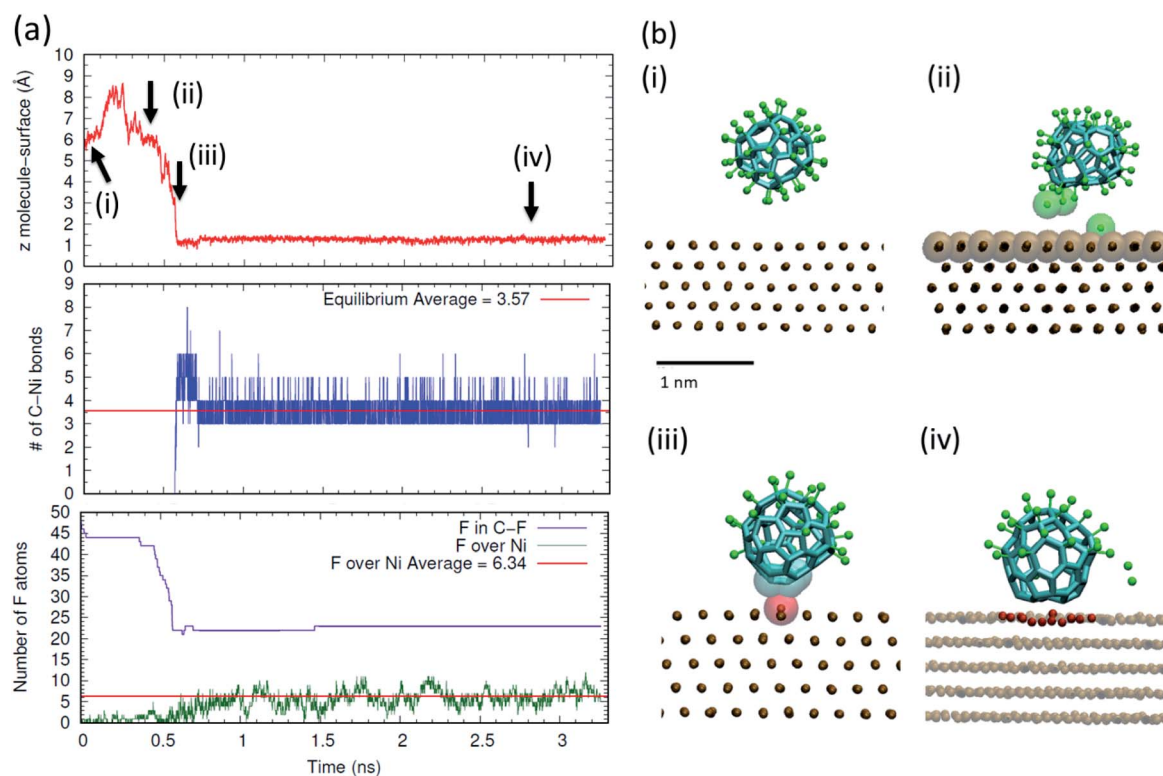 (a)
10
9
8
7
6
5
4
3
2
1
0
z molecule-surface (Å)
(i)
(ii)
(iii)
(iv)
9
8
7
6
5
4
3
2
1
0
# of C-Ni bonds
Equilibrium Average = 3.57
50
45
40
35
30
25
20
15
10
5
0
Number of F atoms
F in C-F
F over Ni
F over Ni Average = 6.34
0 0.5 1 1.5 2 2.5 3
Time (ns)
(b)
(i)
(ii)
1 nm
(iii)
(iv)